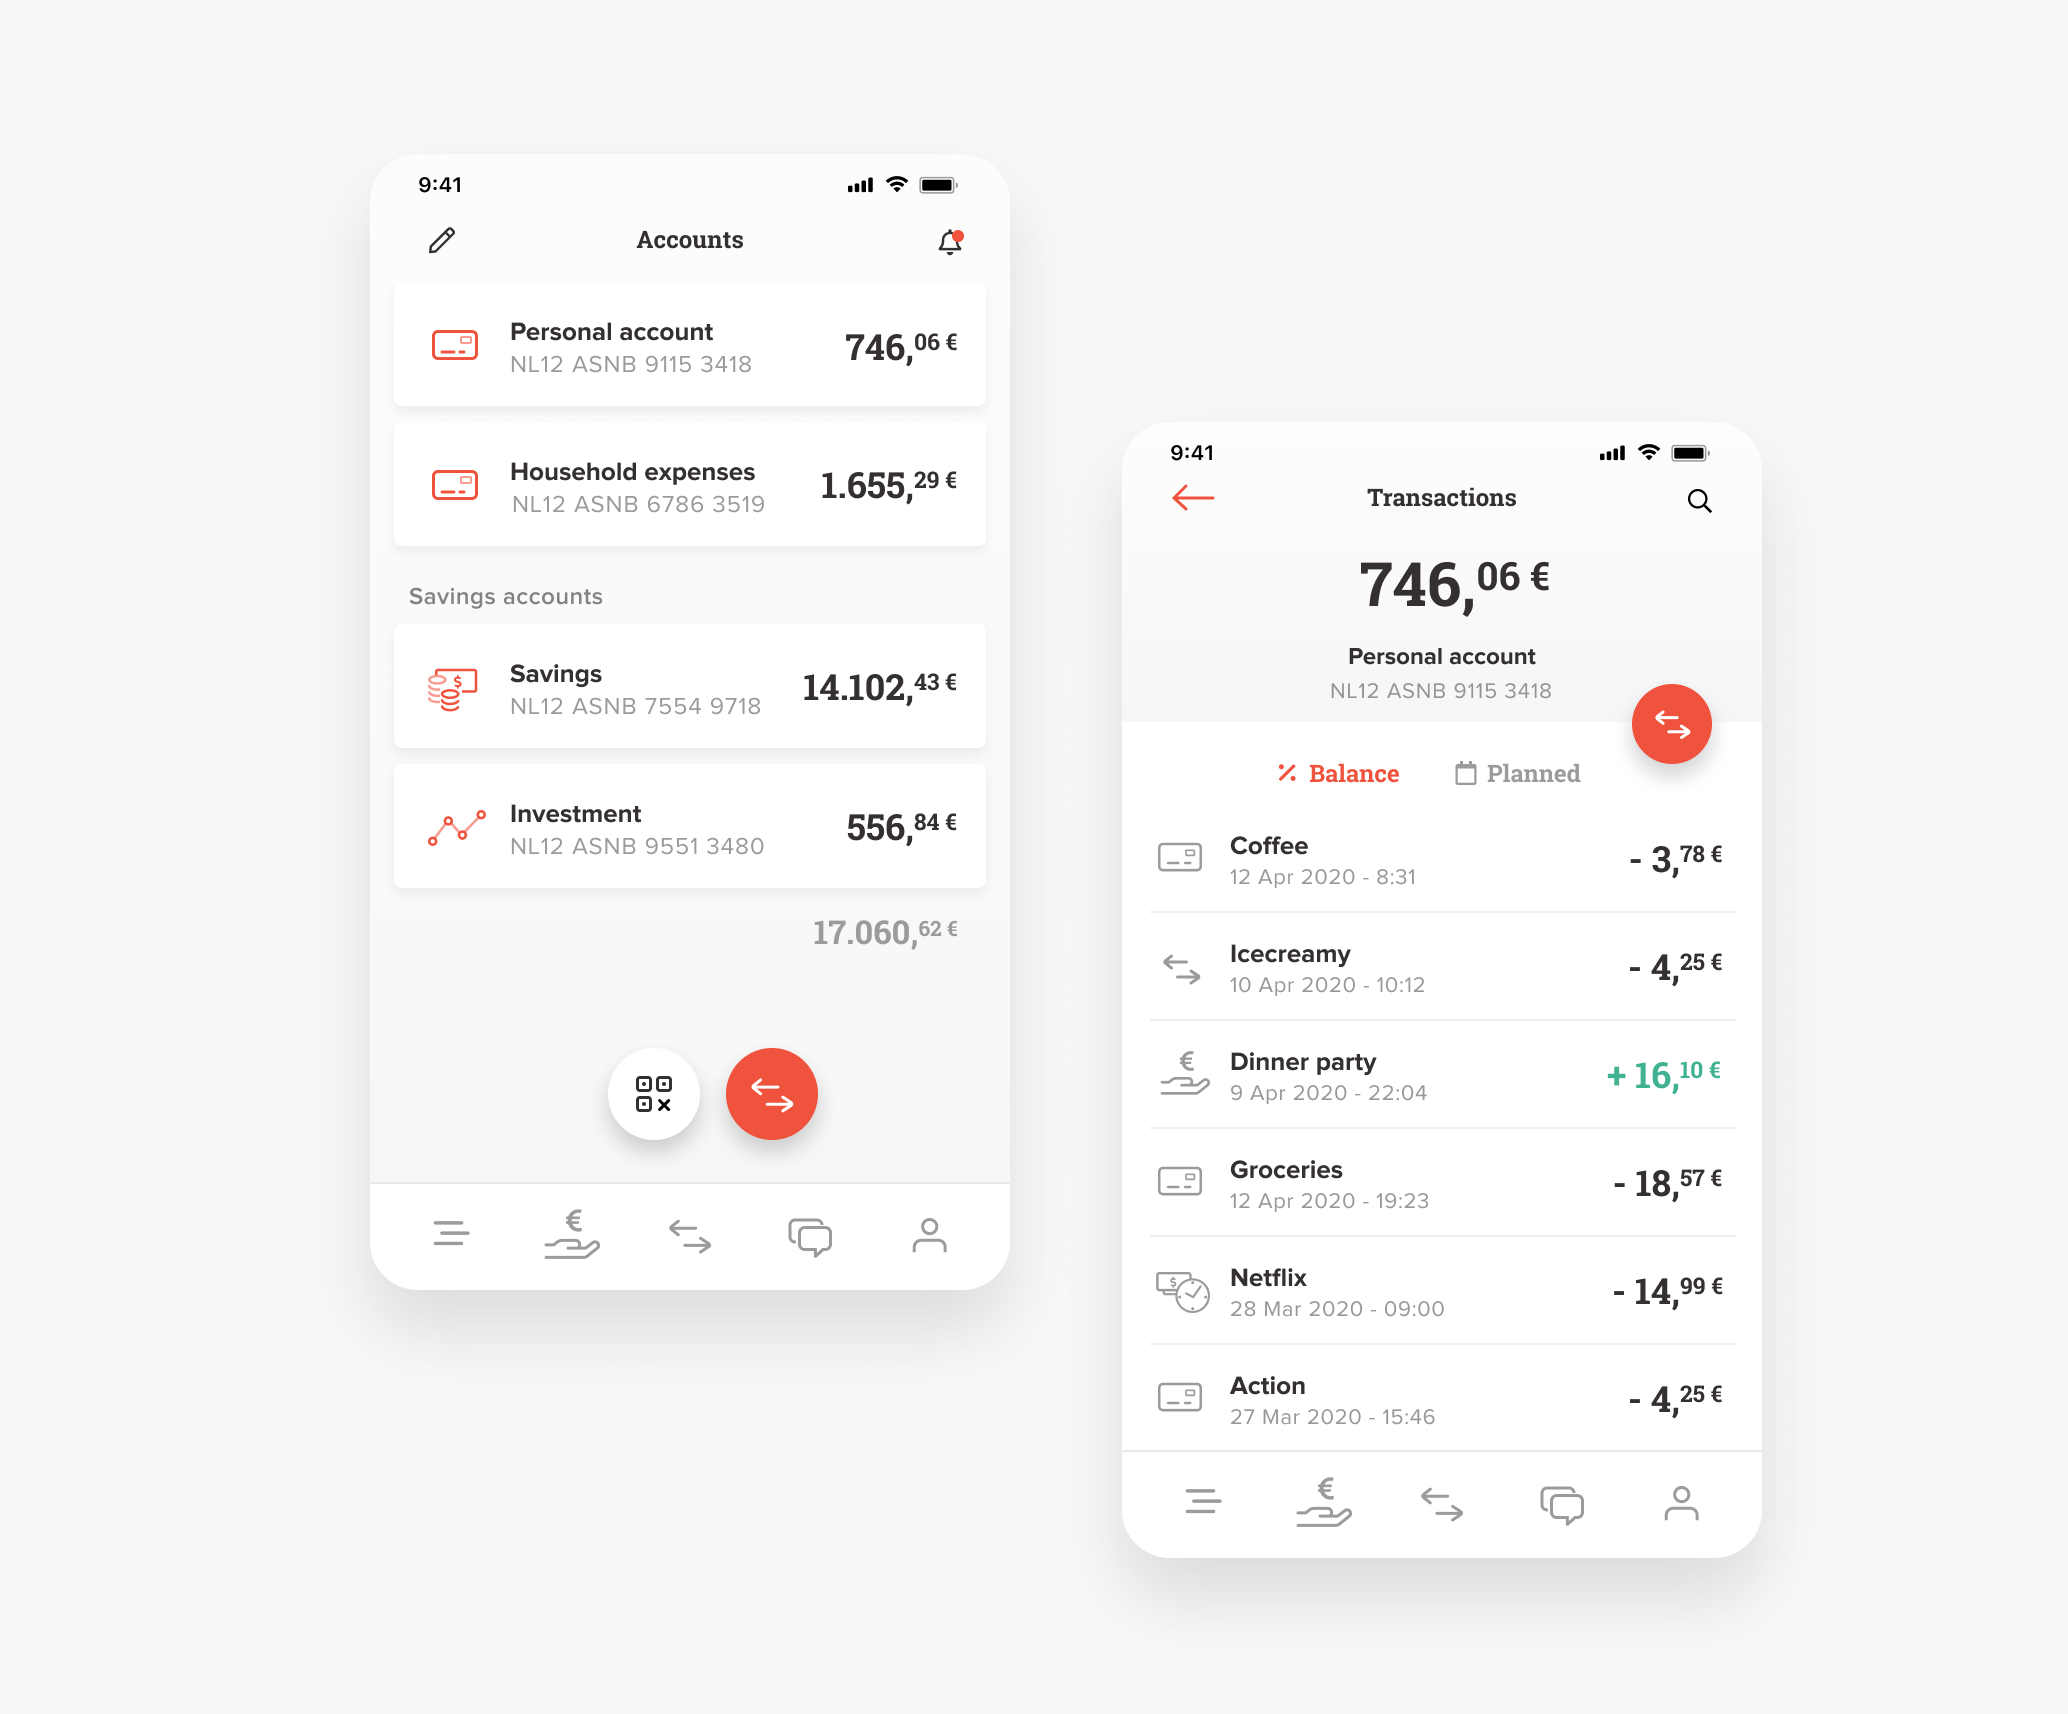 9:41
Accounts
Personal account
NL12 ASNB 9115 3418
746,06 €
Household expenses
NL12 ASNB 6786 3519
1.655,29 €
Savings accounts
Savings
NL12 ASNB 7554 9718
14.102,43 €
$
Investment
NL12 ASNB 9551 3480
556,84 €
17.060,62 €
€
9:41
Transactions
746,06 €
Personal account
NL12 ASNB 9115 3418
Balance
Planned
Coffee
12 Apr 2020 - 8:31
- 3,78 €
Icecreamy
10 Apr 2020 - 10:12
- 4,25 €
€
Dinner party
9 Apr 2020 - 22:04
+ 16,10 €
Groceries
12 Apr 2020 - 19:23
- 18,57 €
$
Netflix
28 Mar 2020 - 09:00
- 14,99 €
Action
27 Mar 2020 - 15:46
- 4,25 €
€